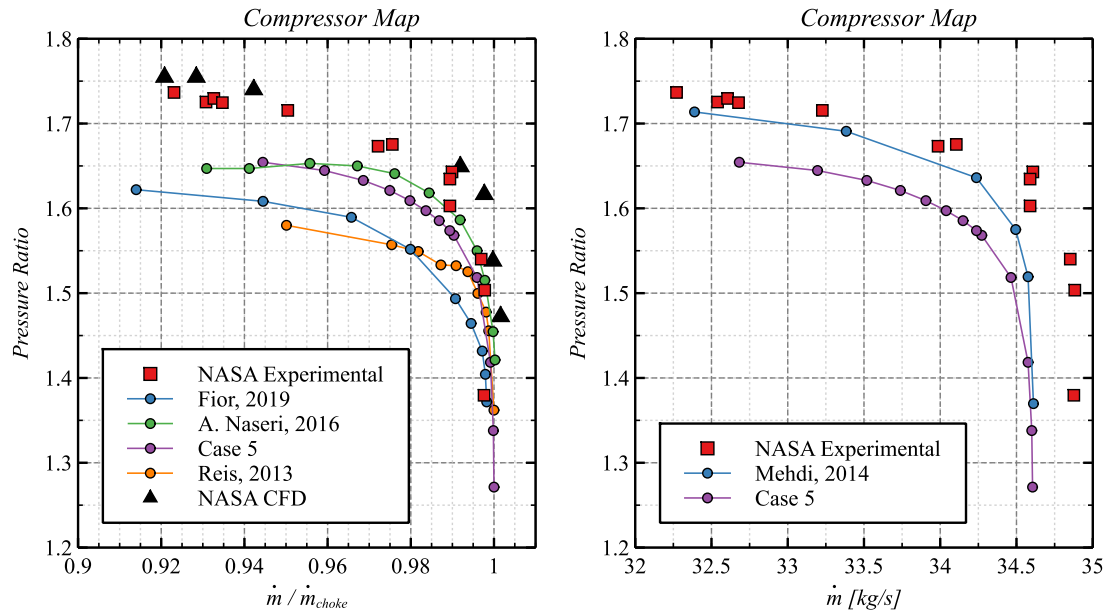 Compressor Map
Pressure Ratio
1.8
1.7
1.6
1.5
1.4
1.3
1.2
NASA Experimental
Fior, 2019
A. Naseri, 2016
Case 5
Reis, 2013
NASA CFD
0.9 0.92 0.94 0.96 0.98 1
ṁ / ṁchoke
Compressor Map
Pressure Ratio
1.8
1.7
1.6
1.5
1.4
1.3
1.2
NASA Experimental
Mehdi, 2014
Case 5
32 32.5 33 33.5 34 34.5 35
ṁ [kg/s]